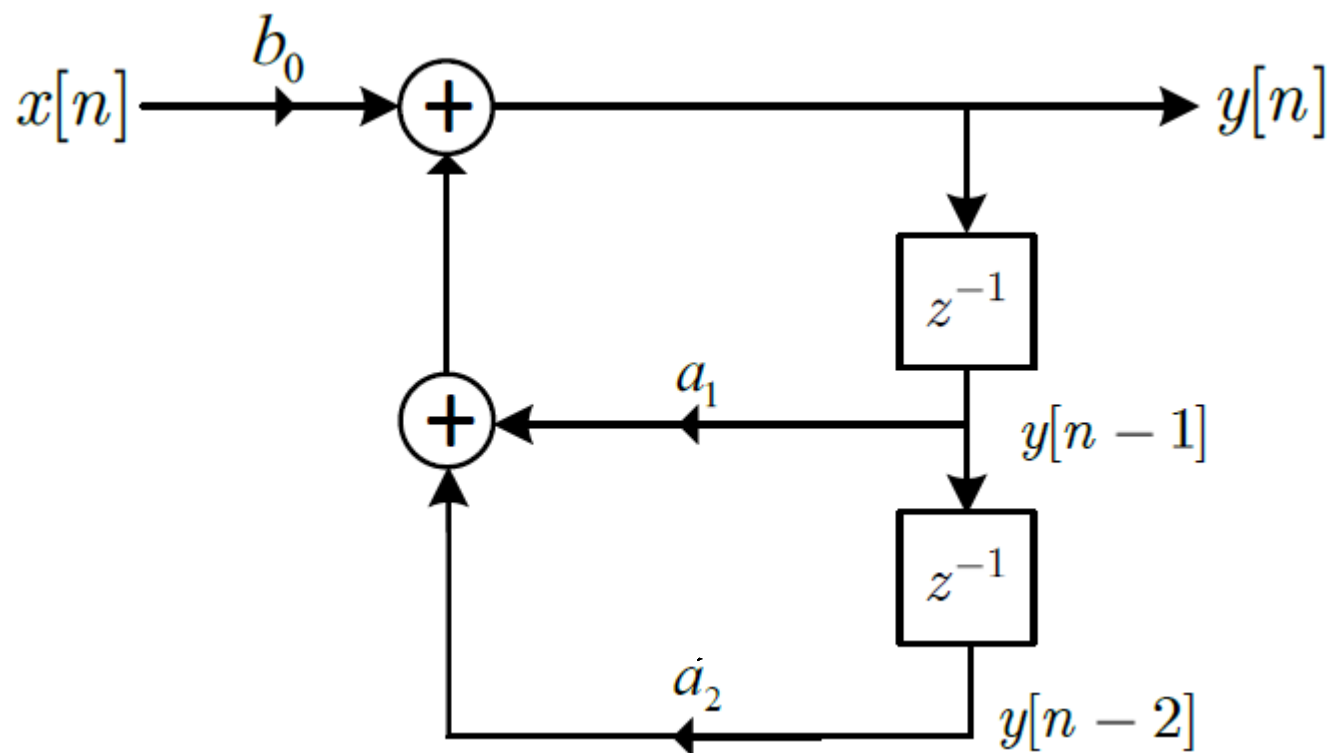 b₀
x[n]
+
y[n]
z⁻¹
a₁
+
y[n − 1]
z⁻¹
a₂
y[n − 2]